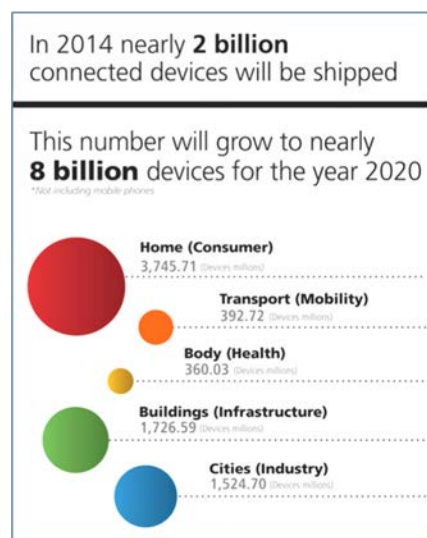 In 2014 nearly 2 billion
connected devices will be shipped
This number will grow to nearly
8 billion devices for the year 2020
*Not including mobile phones
Home (Consumer)
3,745.71 (Devices millions)
Transport (Mobility)
392.72 (Devices millions)
Body (Health)
360.03 (Devices millions)
Buildings (Infrastructure)
1,726.59 (Devices millions)
Cities (Industry)
1,524.70 (Devices millions)